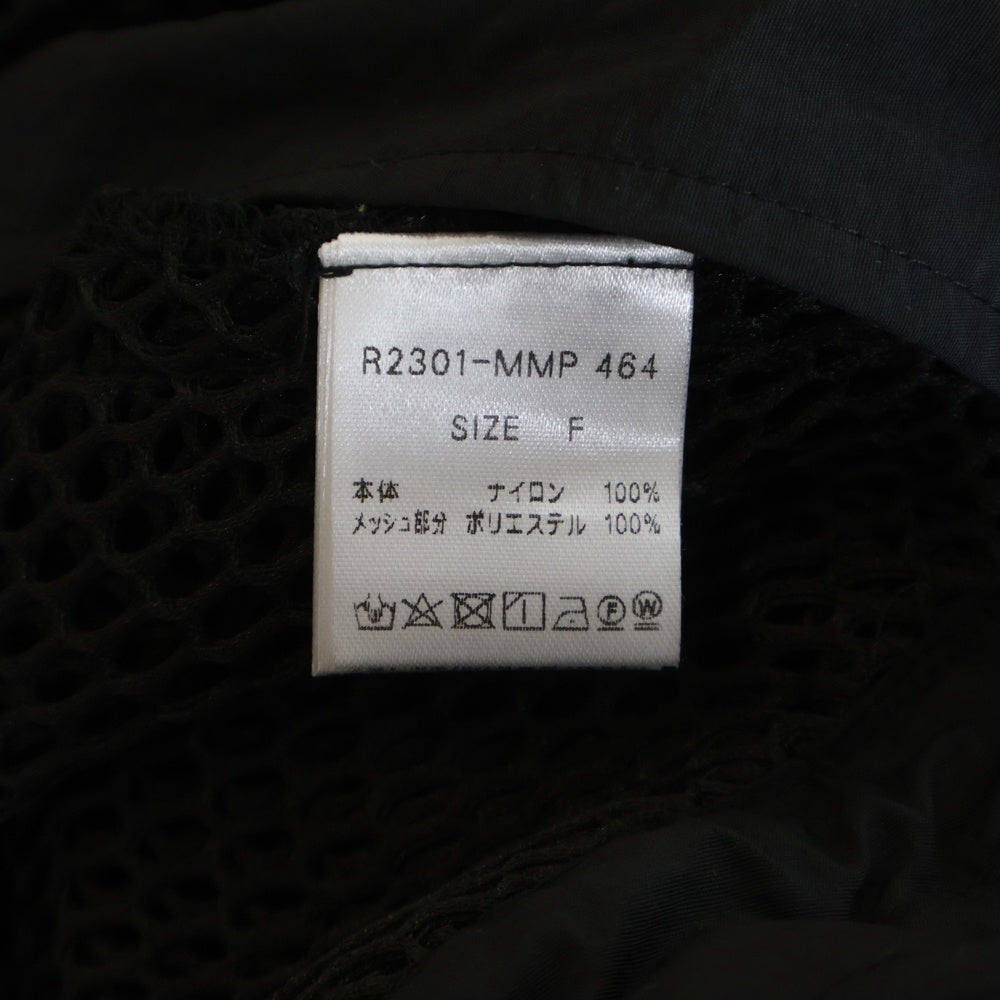 R2301-MMP 464
SIZE F
本体 ナイロン 100%
メッシュ部分 ポリエステル 100%
F W